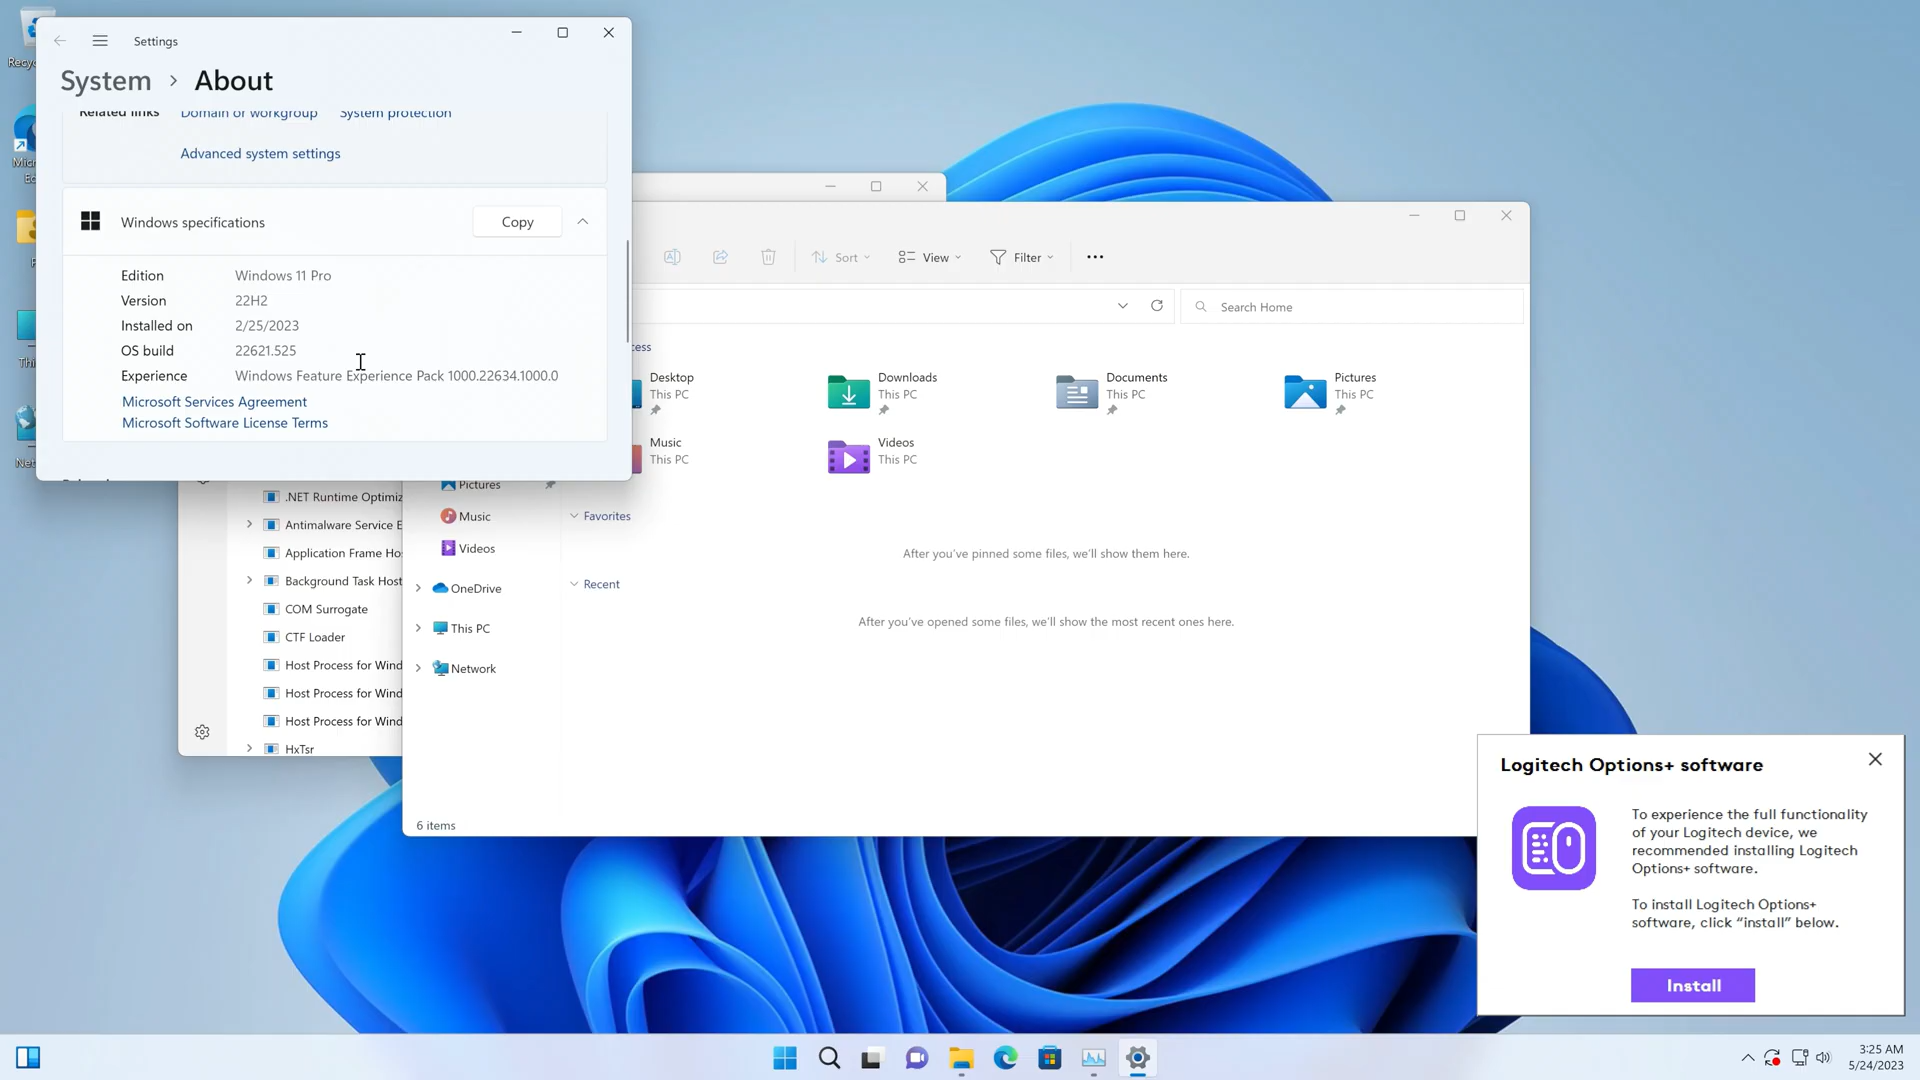 Settings
System > About
Related links Domain or workgroup System protection
Advanced system settings
Windows specifications Copy
Edition Windows 11 Pro
Version 22H2
Installed on 2/25/2023
OS build 22621.525
Experience Windows Feature Experience Pack 1000.22634.1000.0
Microsoft Services Agreement
Microsoft Software License Terms
Sort View Filter
Search Home
Desktop
This PC
Downloads
This PC
Documents
This PC
Pictures
This PC
Music
This PC
Videos
This PC
Favorites
After you've pinned some files, we'll show them here.
Recent
After you've opened some files, we'll show the most recent ones here.
Pictures
Music
Videos
OneDrive
This PC
Network
6 items
.NET Runtime Optimiz
Antimalware Service E
Application Frame Ho
Background Task Host
COM Surrogate
CTF Loader
Host Process for Wind
Host Process for Wind
Host Process for Wind
HxTsr
Logitech Options+ software
To experience the full functionality
of your Logitech device, we
recommended installing Logitech
Options+ software.
To install Logitech Options+
software, click “install” below.
Install
3:25 AM
5/24/2023